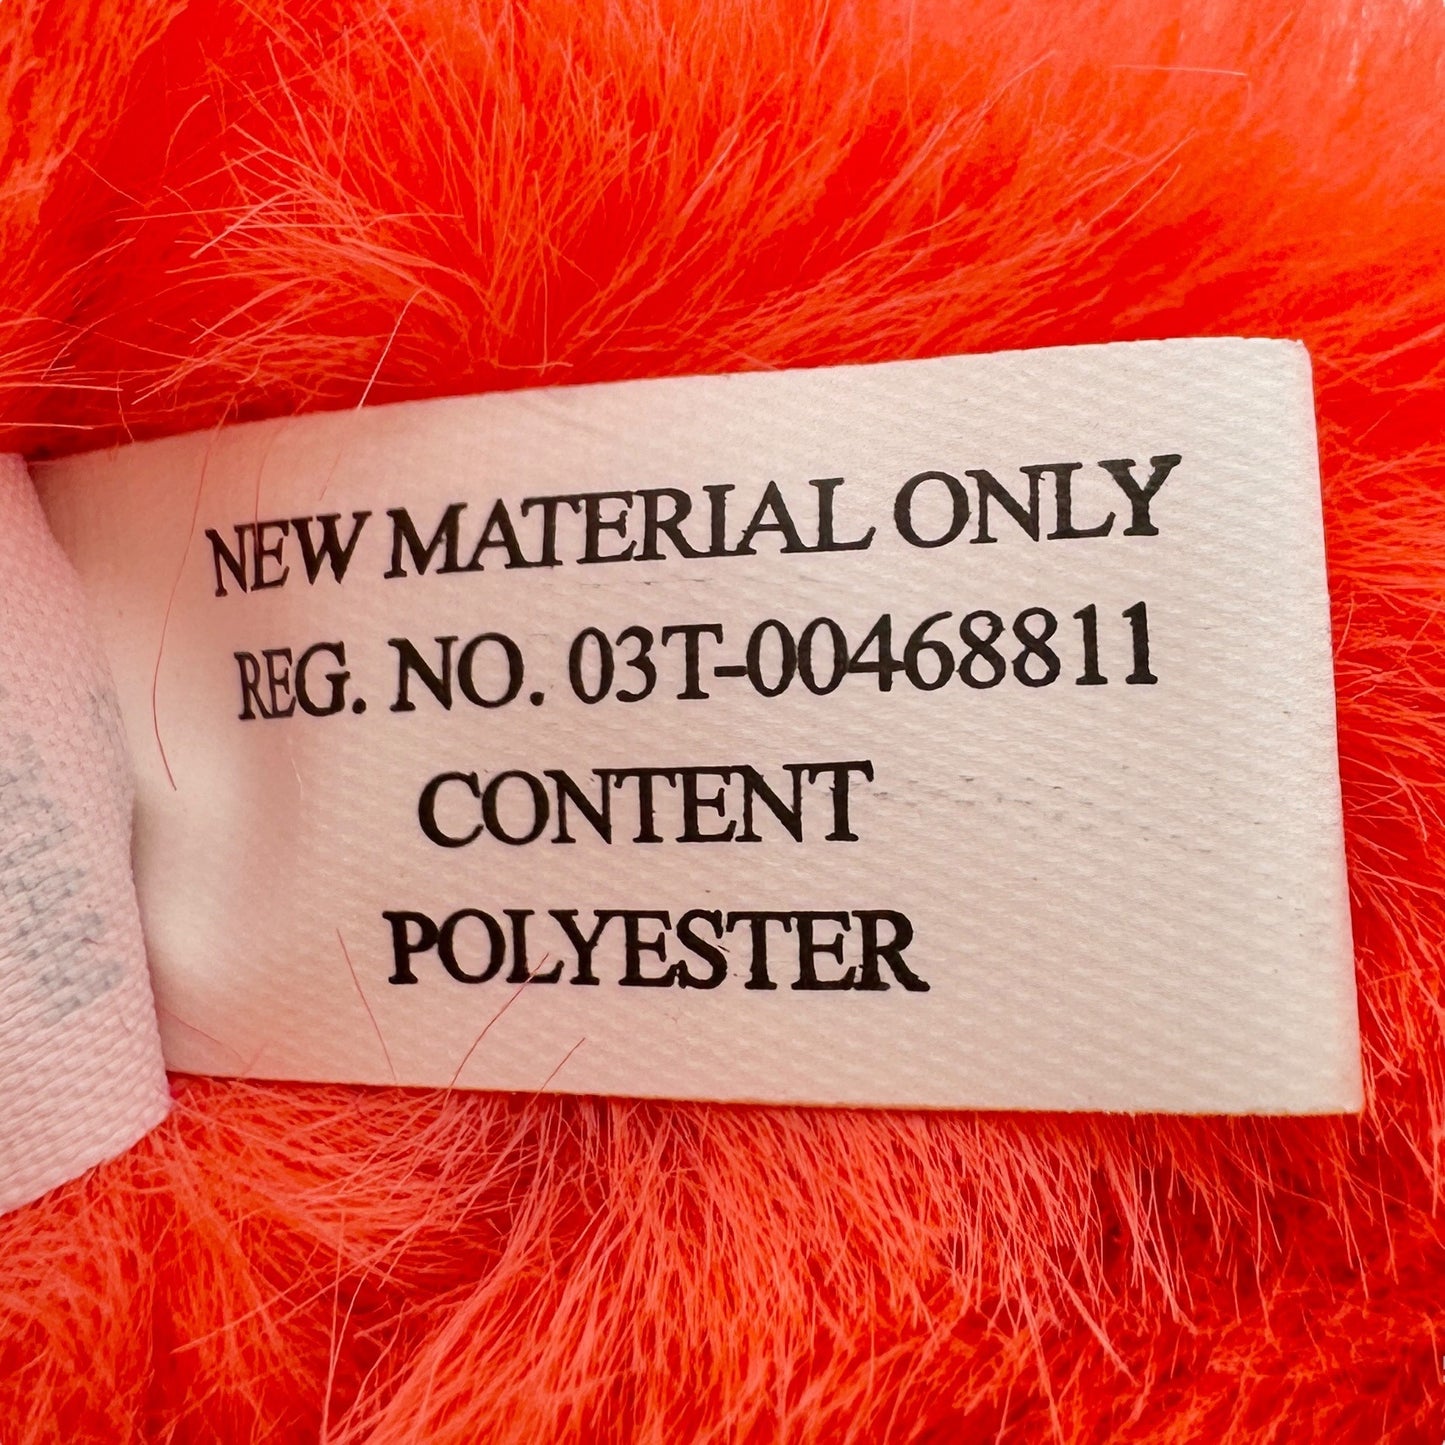 NEW MATERIAL ONLY
REG. NO. 03T-00468811
CONTENT
POLYESTER